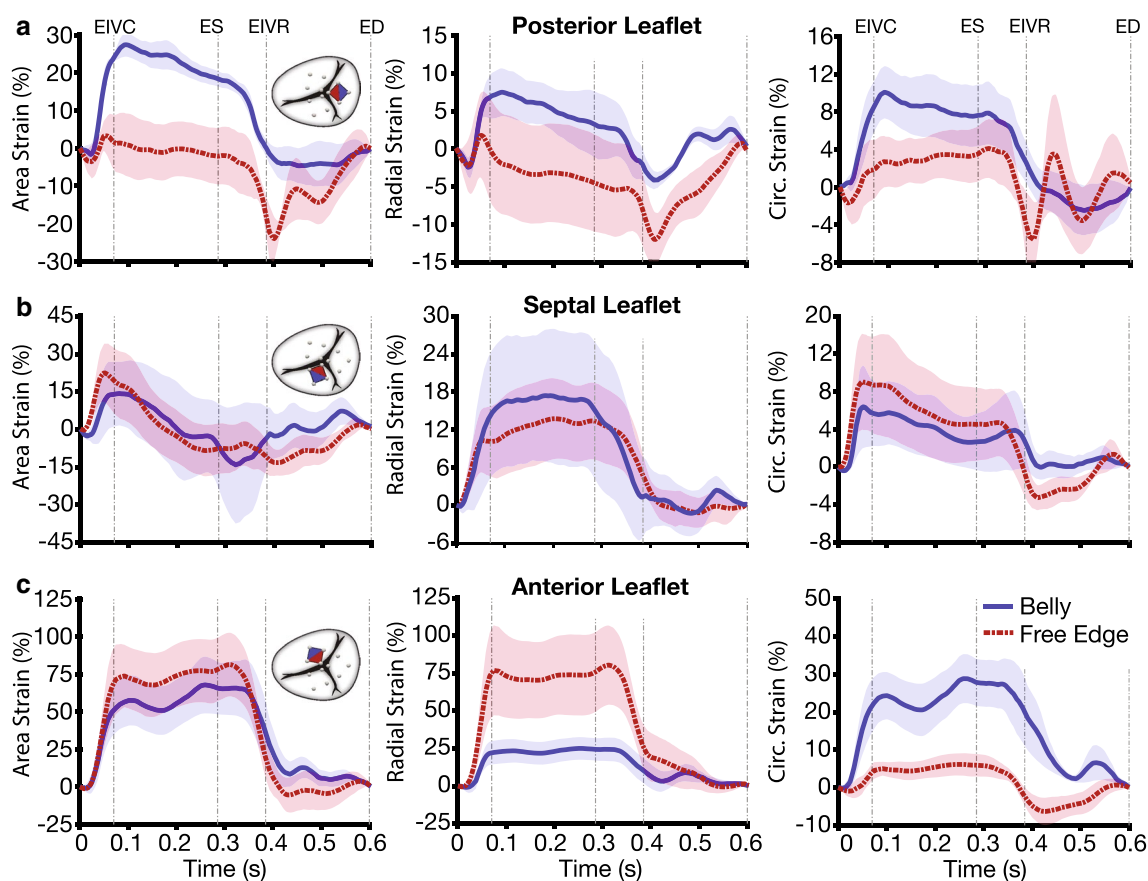 a
Posterior Leaflet
EIVC ES EIVR ED
EIVC ES EIVR ED
Area Strain (%)
30
20
10
0
-10
-20
-30
Radial Strain (%)
15
10
5
0
-5
-10
-15
Circ. Strain (%)
16
12
8
4
0
-4
-8
b
Septal Leaflet
Area Strain (%)
45
30
15
0
-15
-30
-45
Radial Strain (%)
30
24
18
12
6
0
-6
Circ. Strain (%)
20
16
12
8
4
0
-4
-8
c
Anterior Leaflet
Area Strain (%)
125
100
75
50
25
0
-25
0 0.1 0.2 0.3 0.4 0.5 0.6
Time (s)
Radial Strain (%)
125
100
75
50
25
0
-25
0 0.1 0.2 0.3 0.4 0.5 0.6
Time (s)
Circ. Strain (%)
50
40
30
20
10
0
-10
0 0.1 0.2 0.3 0.4 0.5 0.6
Time (s)
Belly
Free Edge